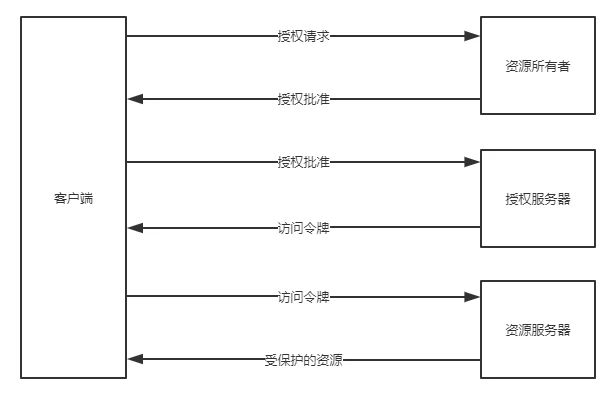 授权请求
资源所有者
授权批准
授权批准
客户端
授权服务器
访问令牌
访问令牌
资源服务器
受保护的资源